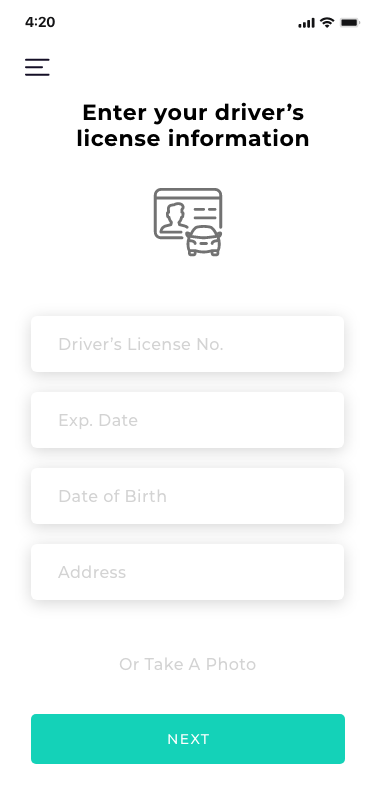 4:20
Enter your driver’s
license information
Driver’s License No.
Exp. Date
Date of Birth
Address
Or Take A Photo
NEXT